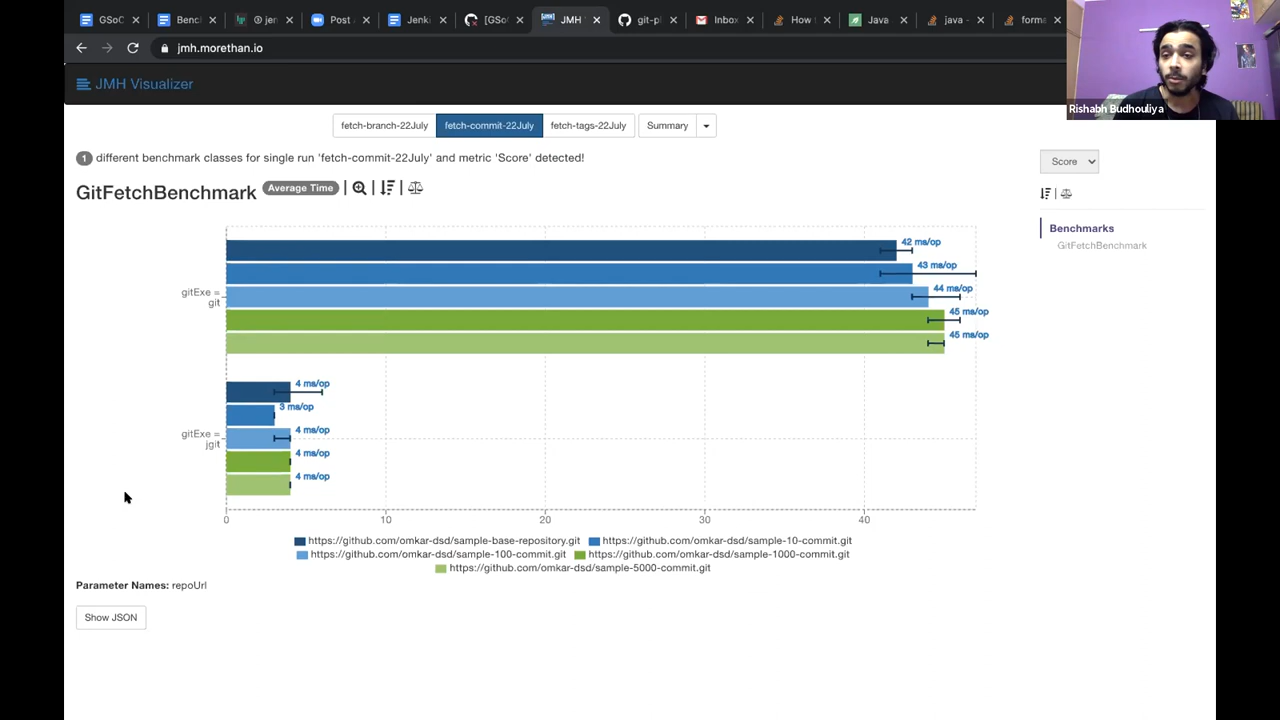 GSoC
Benc
jen
Post
Jenk
[GSo
JMH
git-pl
Inbox
How
Java
java -
forma
jmh.morethan.io
JMH Visualizer
Rishabh Budhouliya
fetch-branch-22July fetch-commit-22July fetch-tags-22July Summary
1 different benchmark classes for single run 'fetch-commit-22July' and metric 'Score' detected!
Score
GitFetchBenchmark Average Time
Benchmarks
GitFetchBenchmark
42 ms/op
43 ms/op
gitExe =
git
44 ms/op
45 ms/op
45 ms/op
4 ms/op
3 ms/op
gitExe =
jgit
4 ms/op
4 ms/op
4 ms/op
0 10 20 30 40
https://github.com/omkar-dsd/sample-base-repository.git https://github.com/omkar-dsd/sample-10-commit.git
https://github.com/omkar-dsd/sample-100-commit.git https://github.com/omkar-dsd/sample-1000-commit.git
https://github.com/omkar-dsd/sample-5000-commit.git
Parameter Names: repoUrl
Show JSON